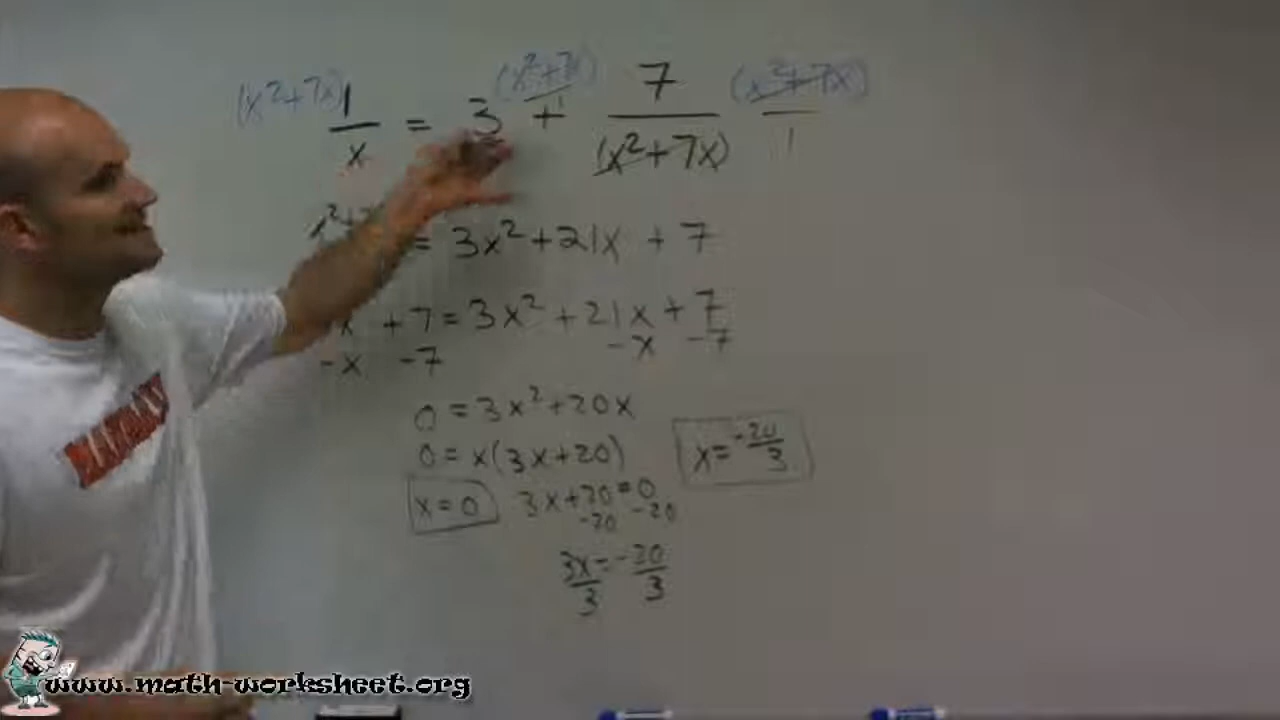 (x²+7x) 1/x = 3 (x²+7x)/1 + 7/(x²+7x) (x²+7x)/1
= 3x²+21x + 7
x + 7 = 3x² + 21x + 7
-x -7 -x -7
0 = 3x²+20x
0 = x(3x+20) x = -20/3
x = 0 3x+20=0
-20 -20
3x/3 = -20/3
www.math-worksheet.org